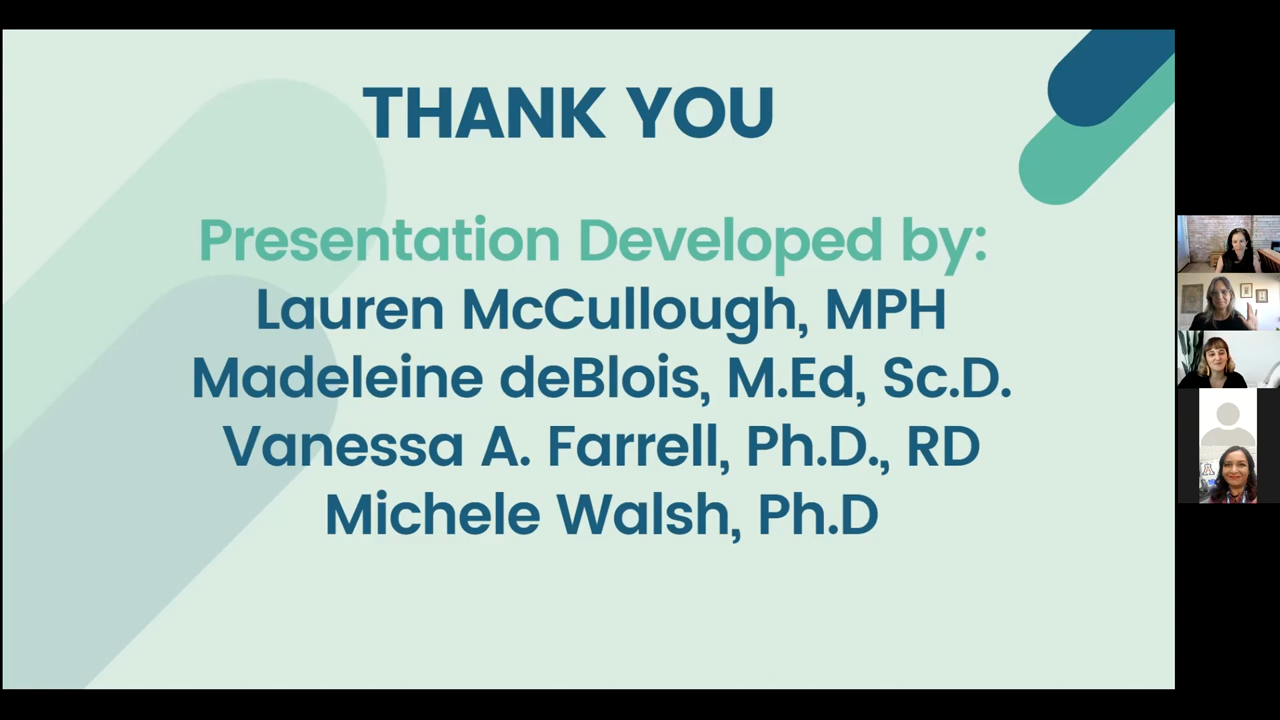 THANK YOU
Presentation Developed by:
Lauren McCullough, MPH
Madeleine deBlois, M.Ed, Sc.D.
Vanessa A. Farrell, Ph.D., RD
Michele Walsh, Ph.D
A